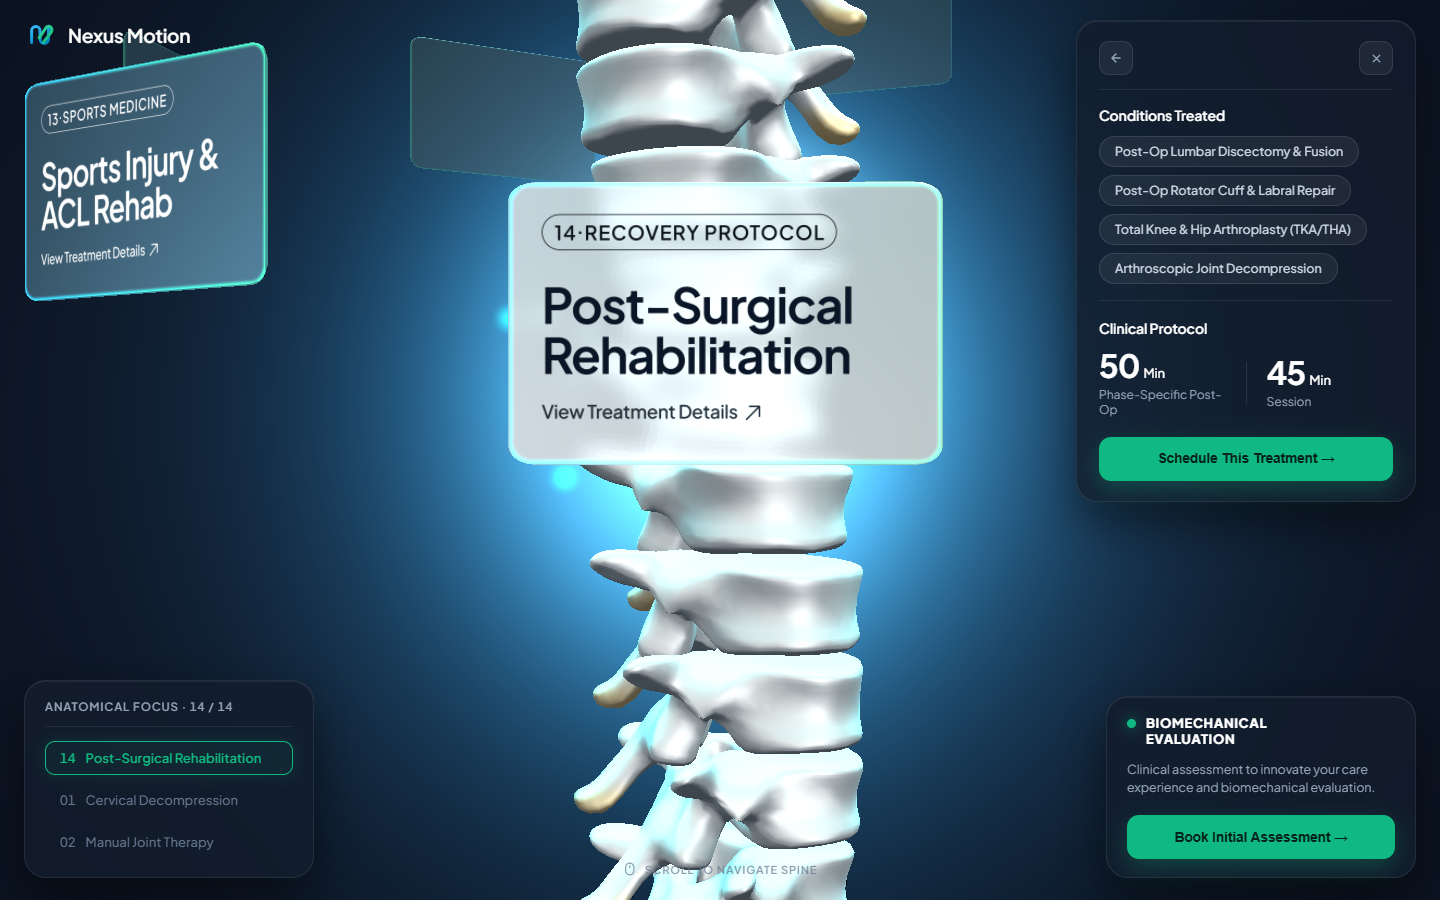 Nexus Motion
13·SPORTS MEDICINE
Sports Injury &
ACL Rehab
View Treatment Details ↗
14·RECOVERY PROTOCOL
Post-Surgical
Rehabilitation
View Treatment Details ↗
Conditions Treated
Post-Op Lumbar Discectomy & Fusion
Post-Op Rotator Cuff & Labral Repair
Total Knee & Hip Arthroplasty (TKA/THA)
Arthroscopic Joint Decompression
Clinical Protocol
50 Min
Phase-Specific Post-
Op
45 Min
Session
Schedule This Treatment →
ANATOMICAL FOCUS · 14 / 14
14 Post-Surgical Rehabilitation
01 Cervical Decompression
02 Manual Joint Therapy
SCROLL TO NAVIGATE SPINE
BIOMECHANICAL
EVALUATION
Clinical assessment to innovate your care
experience and biomechanical evaluation.
Book Initial Assessment →